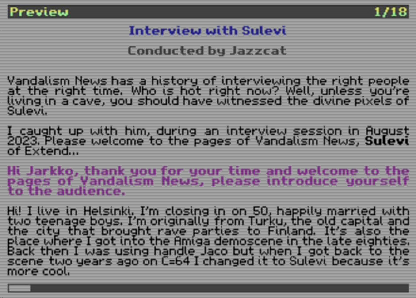 Preview 1/18
Interview with Sulevi
Conducted by Jazzcat
Vandalism News has a history of interviewing the right people
at the right time. Who is hot right now? Well, unless you're
living in a cave, you should have witnessed the divine pixels of
Sulevi.
I caught up with him, during an interview session in August
2023. Please welcome to the pages of Vandalism News, Sulevi
of Extend...
Hi Jarkko, thank you for your time and welcome to the
pages of Vandalism News, please introduce yourself
to the audience.
Hi! I live in Helsinki. I'm closing in on 50, happily married with
two teenage boys. I'm originally from Turku, the old capital and
the city that brought rave parties to Finland. It's also the
place where I got into the Amiga demoscene in the late eighties.
Back then I was using handle Jaco but when I got back to the
scene two years ago on C=64 I changed it to Sulevi because it's
more cool.